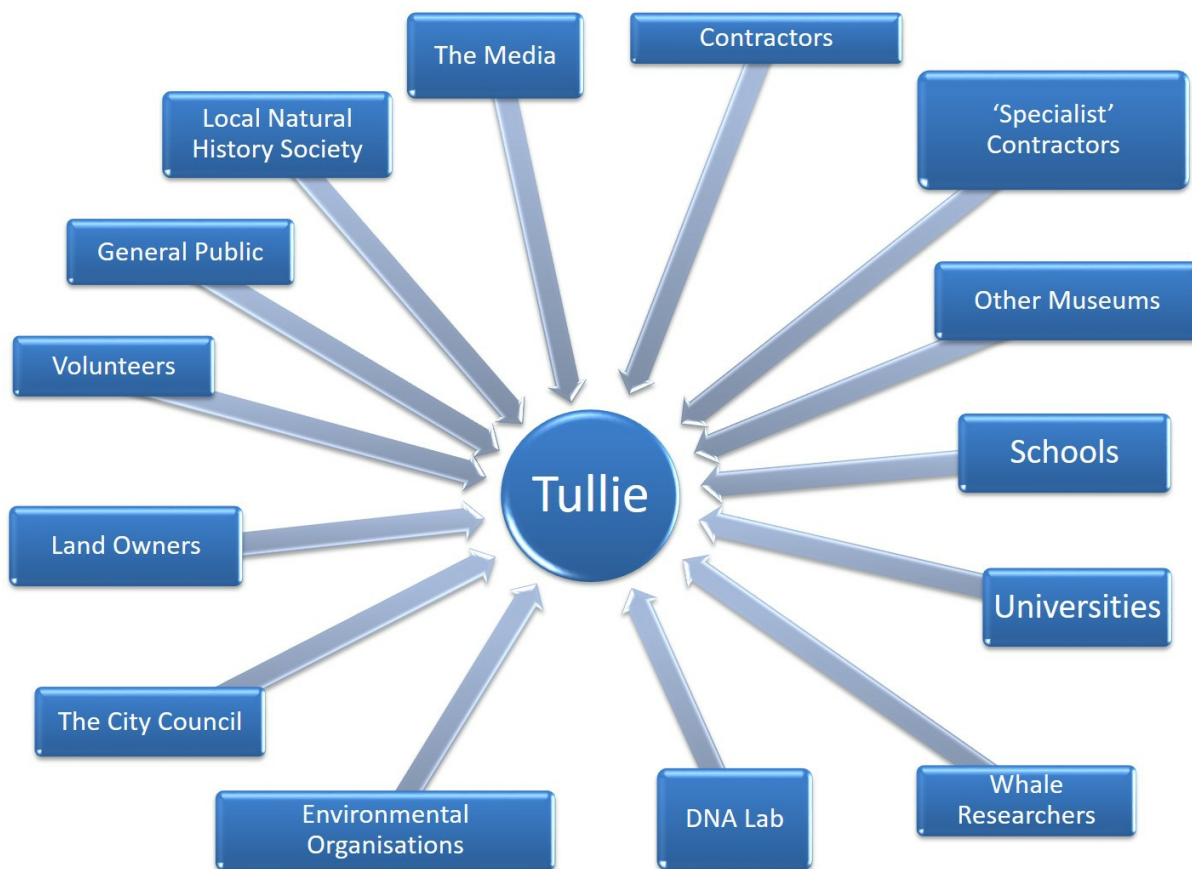 The Media
Contractors
‘Specialist’
Contractors
Local Natural
History Society
General Public
Other Museums
Volunteers
Schools
Tullie
Land Owners
Universities
The City Council
Environmental
Organisations
DNA Lab
Whale
Researchers